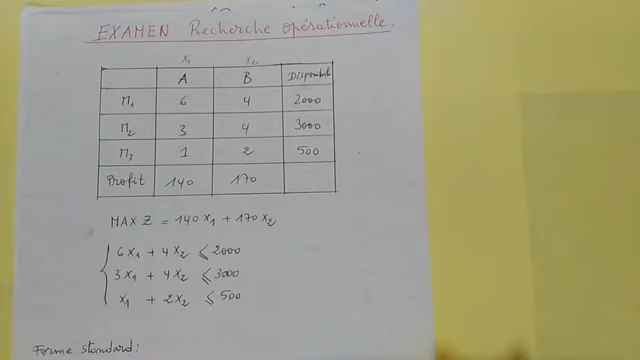 EXAMEN Recherche opérationnelle.
X₁ X₂
A B Disponibil
M₁ 6 4 2000
M₂ 3 4 3000
M₃ 1 2 500
Profit 140 170
MAX Z = 140 X₁ + 170 X₂
6 X₁ + 4 X₂ ⩽ 2000
3 X₁ + 4 X₂ ⩽ 3000
X₁ + 2 X₂ ⩽ 500
Forme standard :